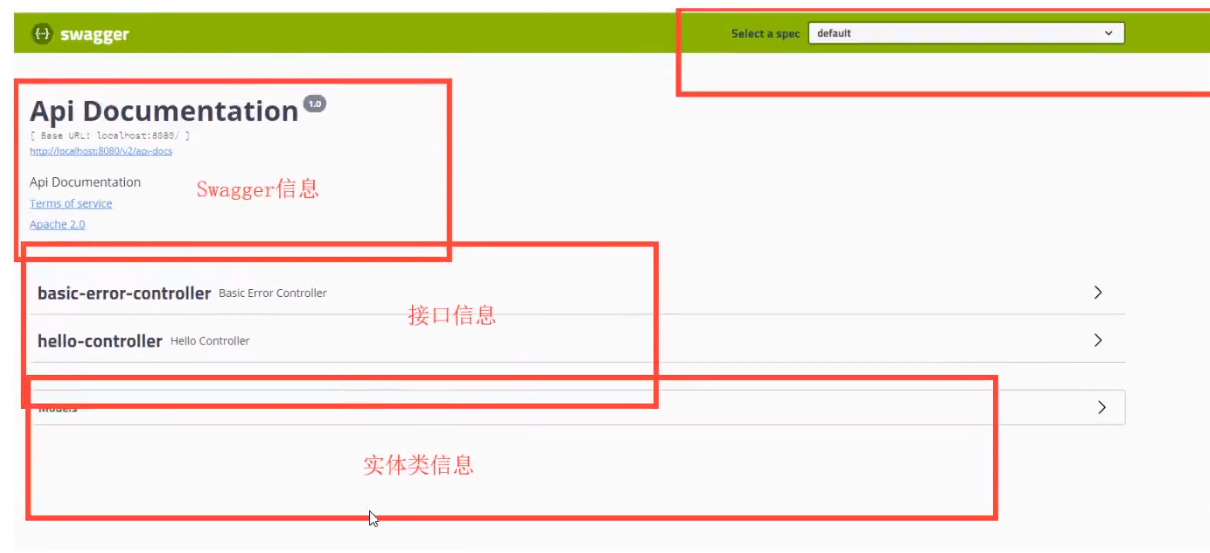 {··} swagger
Select a spec default
Api Documentation 1.0
[ Base URL: localhost:8080/ ]
http://localhost:8080/v2/api-docs
Api Documentation
Swagger信息
Terms of service
Apache 2.0
basic-error-controller Basic Error Controller
接口信息
hello-controller Hello Controller
Models
实体类信息